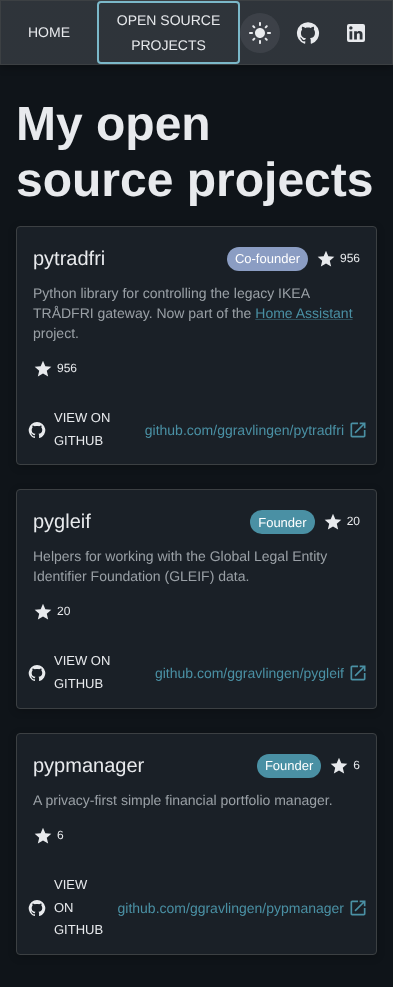 HOME
OPEN SOURCE
PROJECTS
My open
source projects
pytradfri
Co-founder
956
Python library for controlling the legacy IKEA
TRÅDFRI gateway. Now part of the Home Assistant
project.
956
VIEW ON
GITHUB
github.com/ggravlingen/pytradfri
pygleif
Founder
20
Helpers for working with the Global Legal Entity
Identifier Foundation (GLEIF) data.
20
VIEW ON
GITHUB
github.com/ggravlingen/pygleif
pypmanager
Founder
6
A privacy-first simple financial portfolio manager.
6
VIEW
ON
GITHUB
github.com/ggravlingen/pypmanager